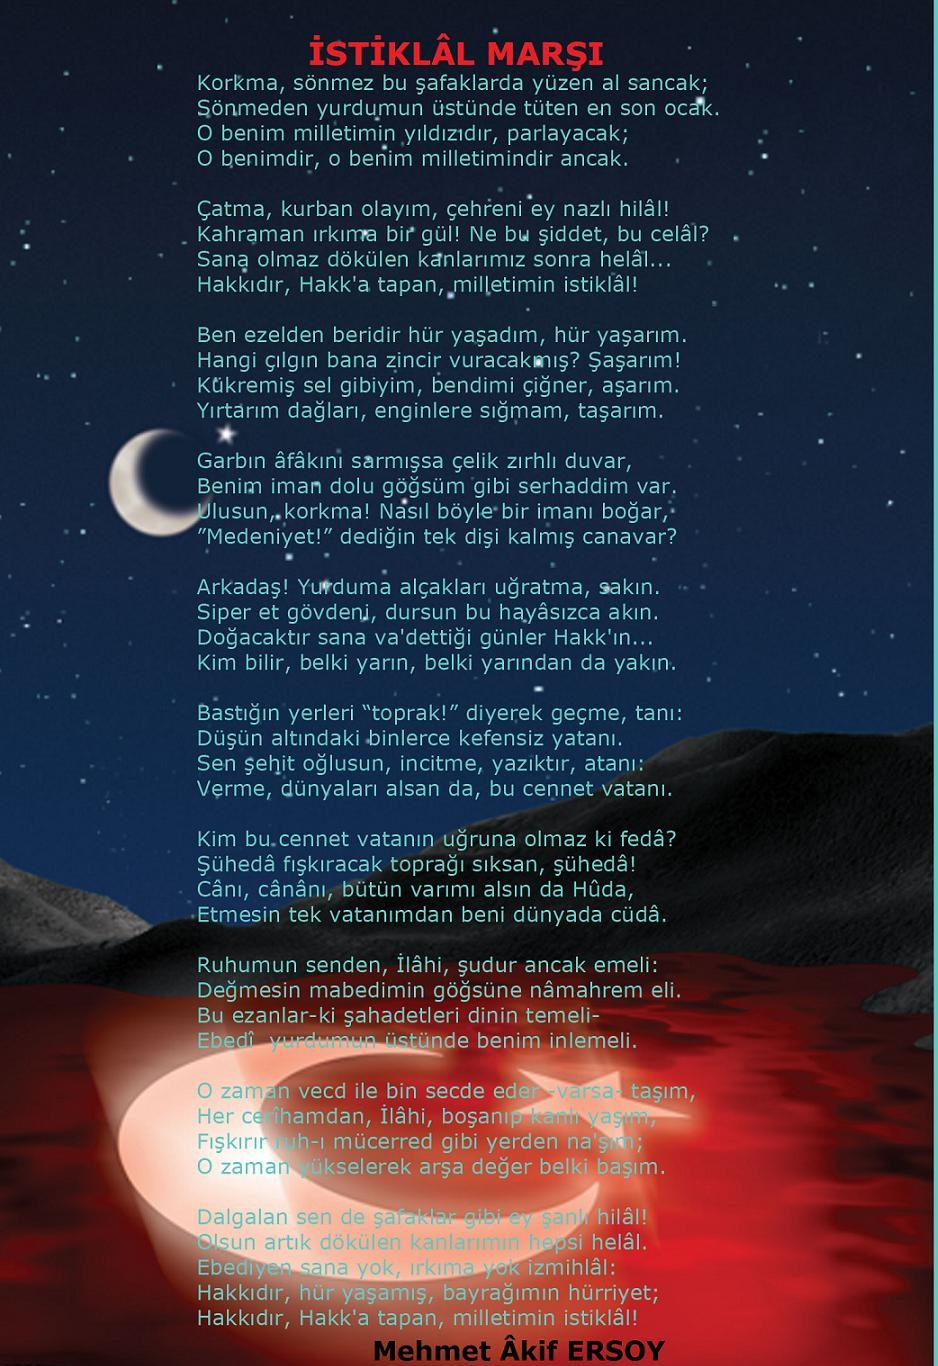 İSTİKLÂL MARŞI
Korkma, sönmez bu şafaklarda yüzen al sancak;
Sönmeden yurdumun üstünde tüten en son ocak.
O benim milletimin yıldızıdır, parlayacak;
O benimdir, o benim milletimindir ancak.
Çatma, kurban olayım, çehreni ey nazlı hilâl!
Kahraman ırkıma bir gül! Ne bu şiddet, bu celâl?
Sana olmaz dökülen kanlarımız sonra helâl...
Hakkıdır, Hakk'a tapan, milletimin istiklâl!
Ben ezelden beridir hür yaşadım, hür yaşarım.
Hangi çılgın bana zincir vuracakmış? Şaşarım!
Kükremiş sel gibiyim, bendimi çiğner, aşarım.
Yırtarım dağları, enginlere sığmam, taşarım.
Garbın âfâkını sarmışsa çelik zırhlı duvar,
Benim iman dolu göğsüm gibi serhaddim var.
Ulusun, korkma! Nasıl böyle bir imanı boğar,
”Medeniyet!” dediğin tek dişi kalmış canavar?
Arkadaş! Yurduma alçakları uğratma, sakın.
Siper et gövdeni, dursun bu hayâsızca akın.
Doğacaktır sana va'dettiği günler Hakk'ın...
Kim bilir, belki yarın, belki yarından da yakın.
Bastığın yerleri “toprak!” diyerek geçme, tanı:
Düşün altındaki binlerce kefensiz yatanı.
Sen şehit oğlusun, incitme, yazıktır, atanı:
Verme, dünyaları alsan da, bu cennet vatanı.
Kim bu cennet vatanın uğruna olmaz ki fedâ?
Şühedâ fışkıracak toprağı sıksan, şühedâ!
Cânı, cânânı, bütün varımı alsın da Hûda,
Etmesin tek vatanımdan beni dünyada cüdâ.
Ruhumun senden, İlâhi, şudur ancak emeli:
Değmesin mabedimin göğsüne nâmahrem eli.
Bu ezanlar-ki şahadetleri dinin temeli-
Ebedî yurdumun üstünde benim inlemeli.
O zaman vecd ile bin secde eder -varsa- taşım,
Her cerîhamdan, İlâhi, boşanıp kanlı yaşım,
Fışkırır ruh-ı mücerred gibi yerden na'şım;
O zaman yükselerek arşa değer belki başım.
Dalgalan sen de şafaklar gibi ey şanlı hilâl!
Olsun artık dökülen kanlarımın hepsi helâl.
Ebediyen sana yok, ırkıma yok izmihlâl:
Hakkıdır, hür yaşamış, bayrağımın hürriyet;
Hakkıdır, Hakk'a tapan, milletimin istiklâl!
Mehmet Âkif ERSOY